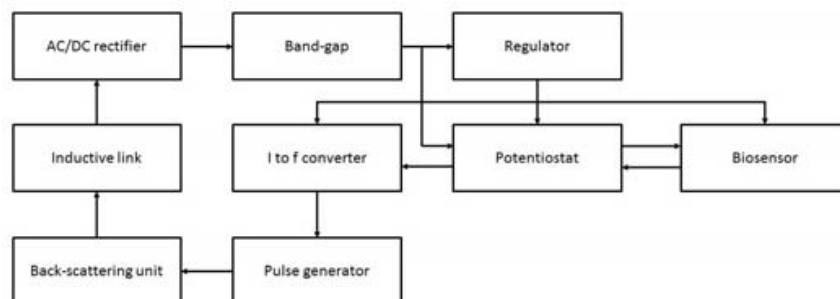 AC/DC rectifier
Band-gap
Regulator
Inductive link
I to f converter
Potentiostat
Biosensor
Back-scattering unit
Pulse generator